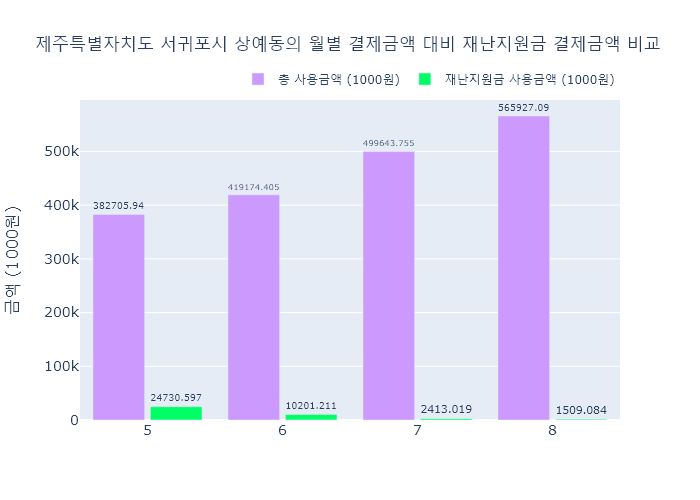 제주특별자치도 서귀포시 상예동의 월별 결제금액 대비 재난지원금 결제금액 비교
총 사용금액 (1000원)
재난지원금 사용금액 (1000원)
금액 (1000원)
500k
400k
300k
200k
100k
0
382705.94
24730.597
419174.405
10201.211
499643.755
2413.019
565927.09
1509.084
5
6
7
8